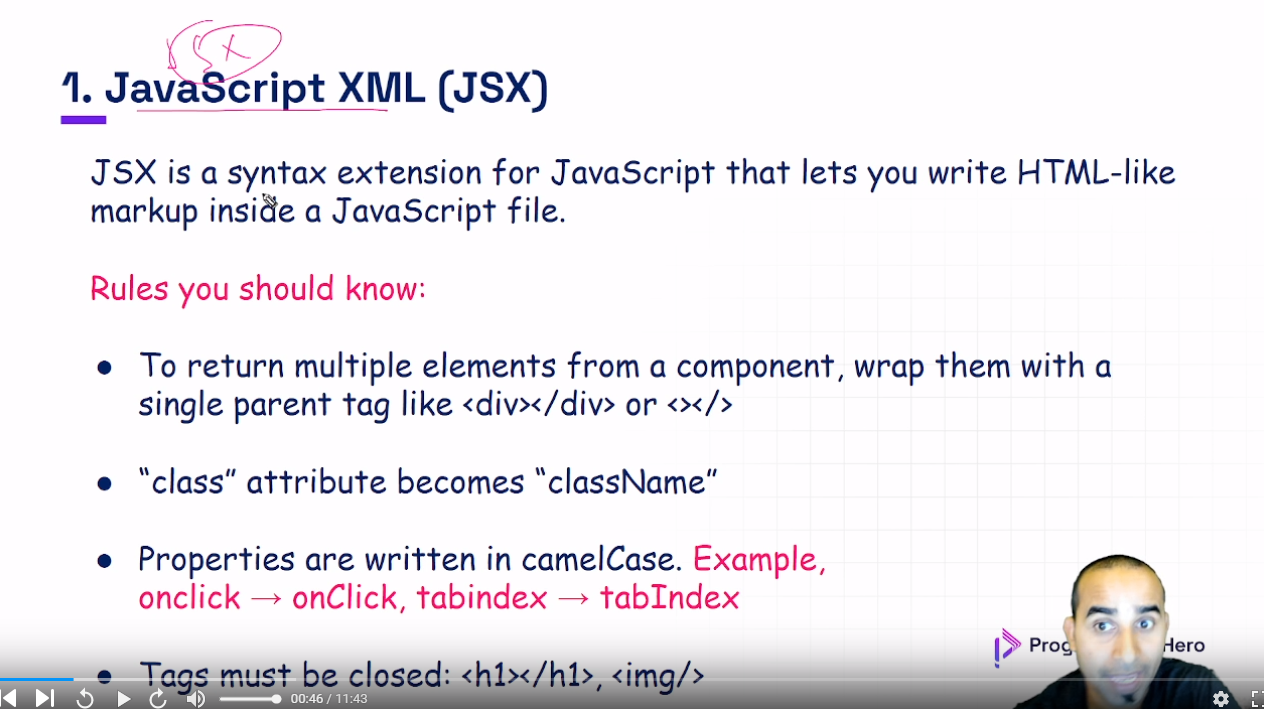 JSX
1. JavaScript XML (JSX)
JSX is a syntax extension for JavaScript that lets you write HTML-like
markup inside a JavaScript file.
Rules you should know:
● To return multiple elements from a component, wrap them with a
single parent tag like <div></div> or <></>
● “class” attribute becomes “className”
● Properties are written in camelCase. Example,
onclick → onClick, tabindex → tabIndex
Hero
● Tags must be closed: <h1></h1>, <img/>
00:46 / 11:43